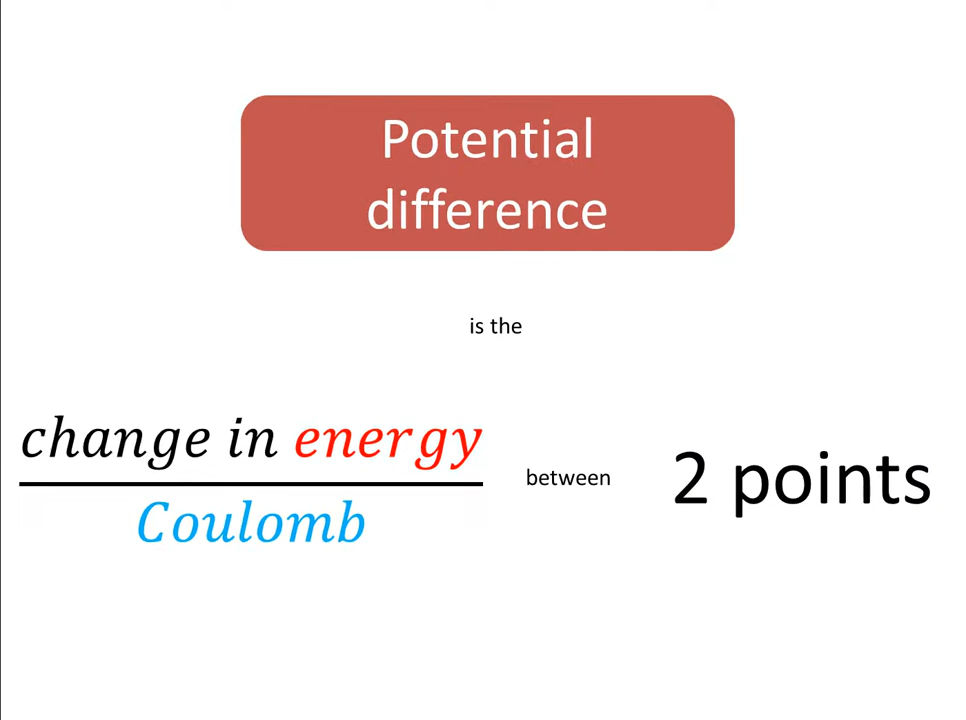 Potential
difference
is the
change in energy
Coulomb
between
2 points